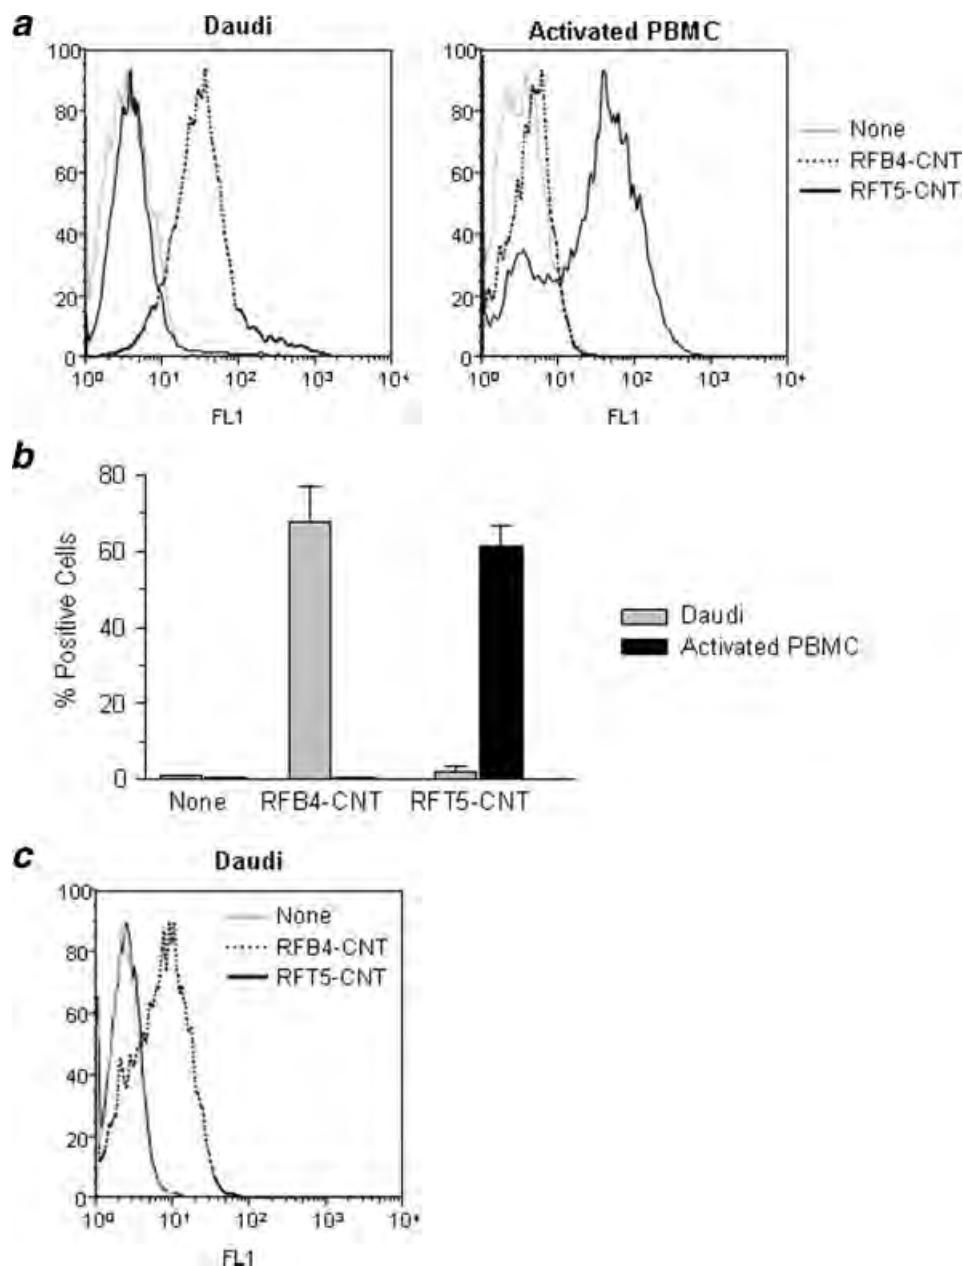 a
Daudi
Activated PBMC
100
80
60
40
20
0
10⁰ 10¹ 10² 10³ 10⁴
FL1
100
80
60
40
20
0
10⁰ 10¹ 10² 10³ 10⁴
FL1
None
RFB4-CNT
RFT5-CNT
b
% Positive Cells
80
60
40
20
0
None RFB4-CNT RFT5-CNT
Daudi
Activated PBMC
c
Daudi
100
80
60
40
20
0
None
RFB4-CNT
RFT5-CNT
10⁰ 10¹ 10² 10³ 10⁴
FL1